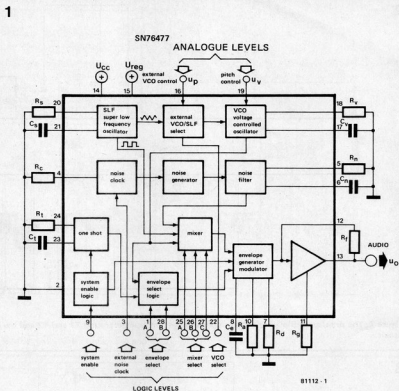 1
SN76477
ANALOGUE LEVELS
Ucc
Ureg
external VCO control
up
pitch control
uv
14
15
16
19
Rs
20
Cs
21
SLF super low frequency oscillator
external VCO/SLF select
VCO voltage controlled oscillator
18
Rv
17
Cv
Rc
4
noise clock
noise generator
noise filter
5
Rn
6
Cn
Rt
24
Ct
23
one shot
mixer
envelope generator modulator
12
Rf
13
AUDIO
uo
2
system enable logic
envelope select logic
9
3
1
28
25
26
27
22
8
10
7
11
A
B
A
B
C
Ce
Ra
Rd
Rg
system enable
external noise clock
envelope select
mixer select
VCO select
LOGIC LEVELS
81112 - 1